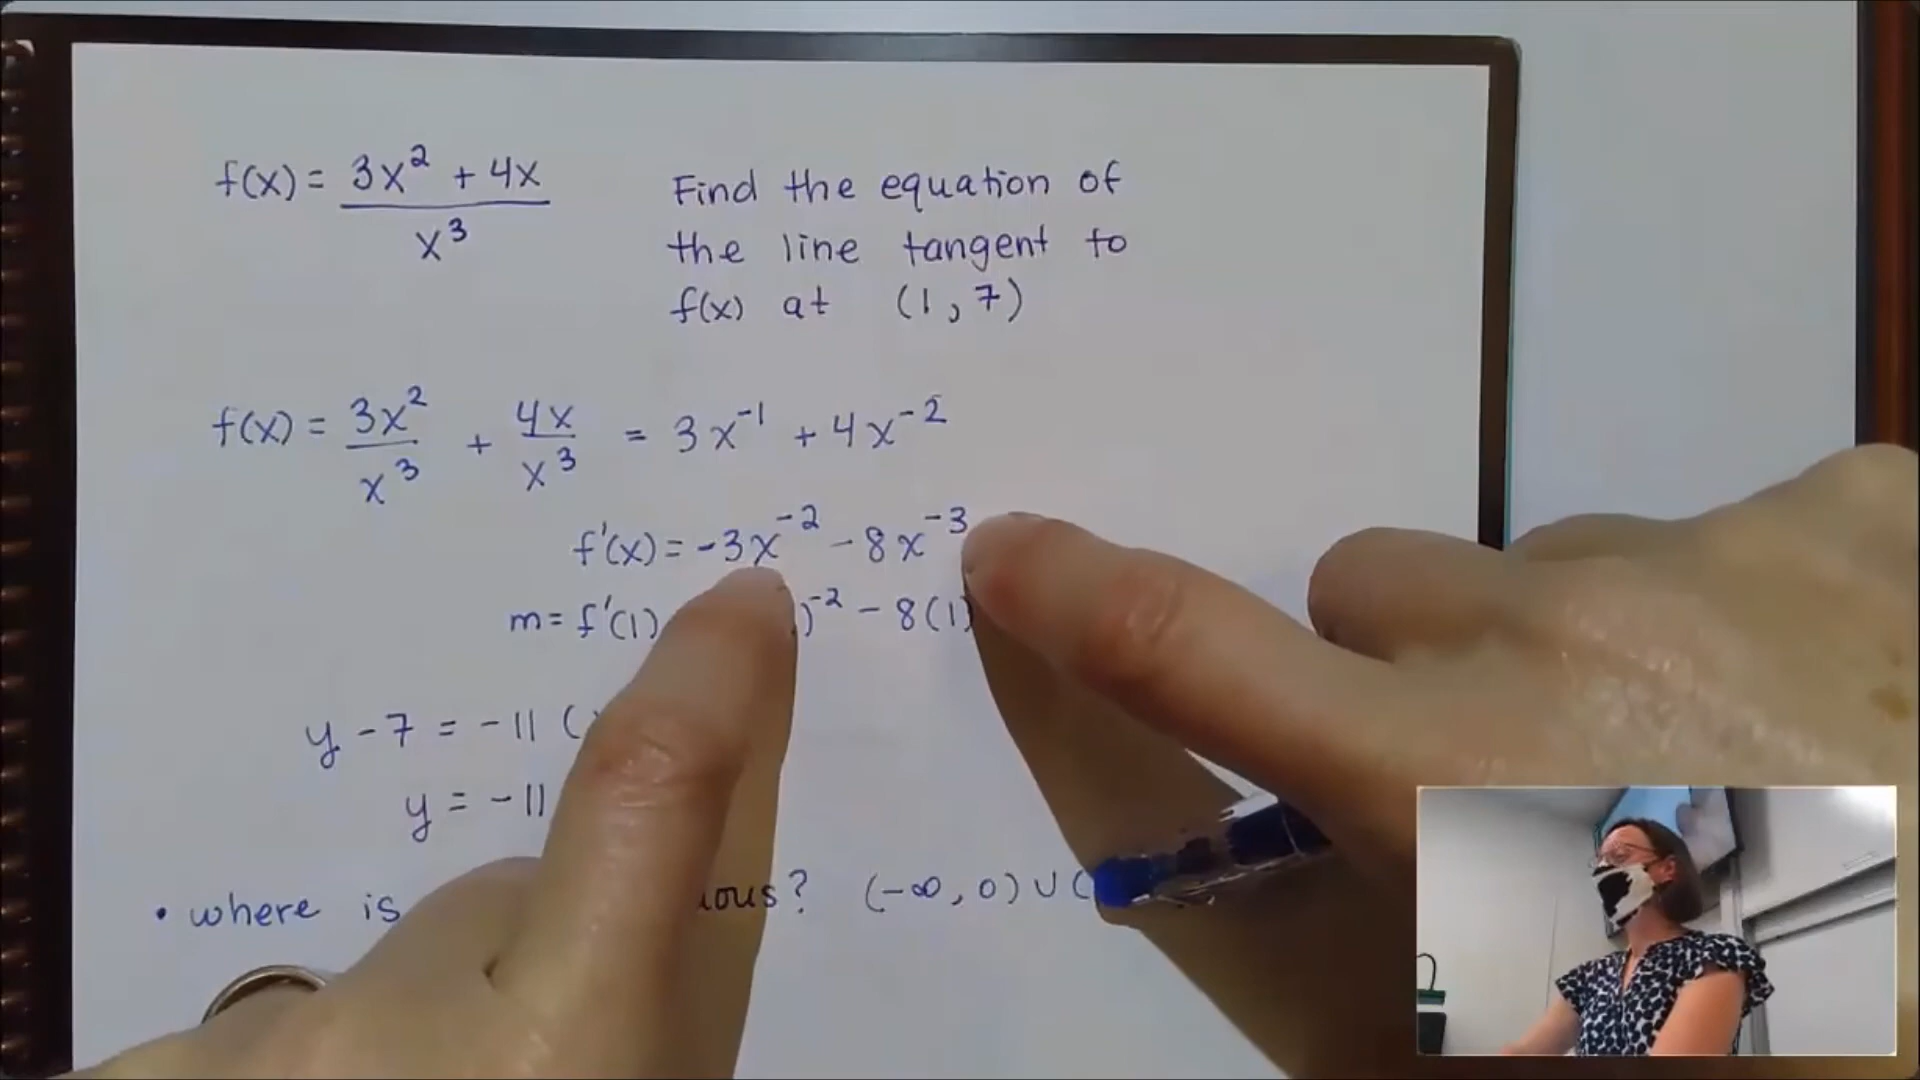 f(x) = (3x² + 4x)/x³
Find the equation of
the line tangent to
f(x) at (1, 7)
f(x) = 3x²/x³ + 4x/x³ = 3x⁻¹ + 4x⁻²
f'(x) = -3x⁻² - 8x⁻³
m = f'(1) )⁻² - 8(1)
y - 7 = -11 (
y = -11
• where is ? (-∞, 0) ∪ (